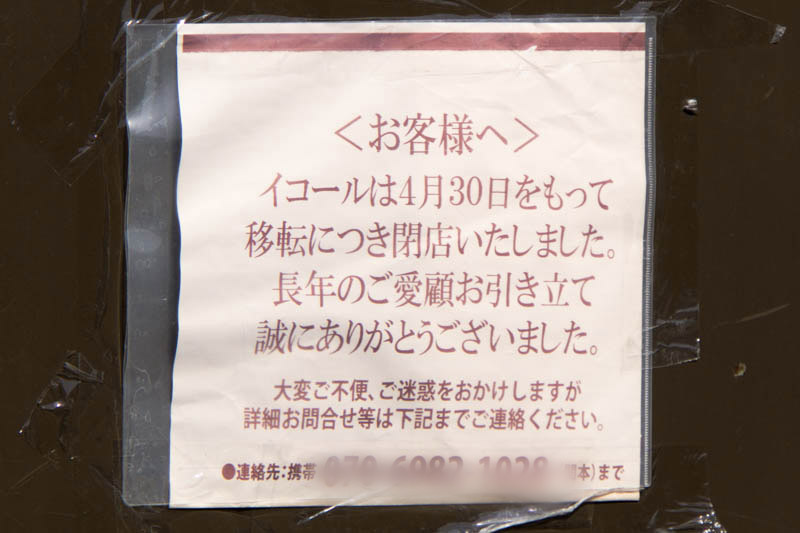 <お客様へ>
イコールは4月30日をもって
移転につき閉店いたしました。
長年のご愛顧お引き立て
誠にありがとうございました。
大変ご不便、ご迷惑をおかけしますが
詳細お問合せ等は下記までご連絡ください。
●連絡先:携帯 本)まで